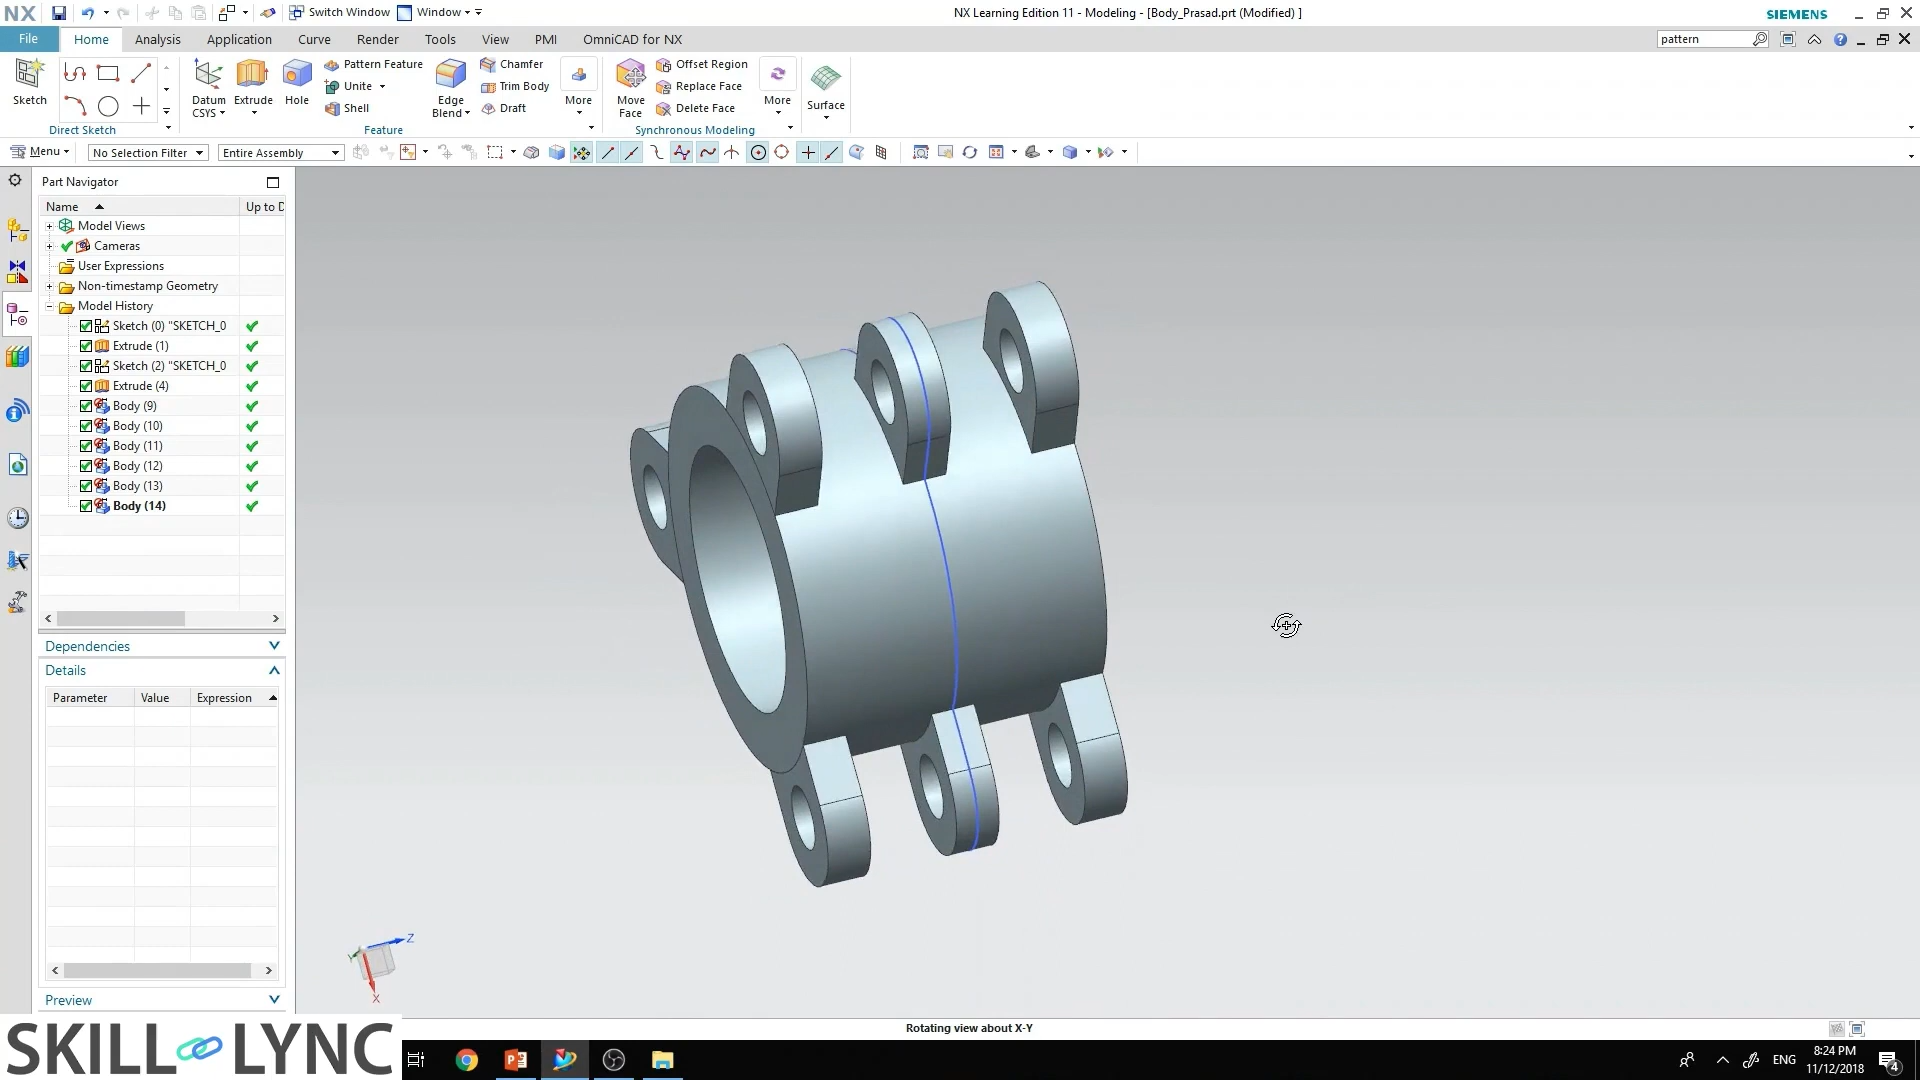 NX Switch Window Window NX Learning Edition 11 - Modeling - [Body_Prasad.prt (Modified) ] SIEMENS
File Home Analysis Application Curve Render Tools View PMI OmniCAD for NX pattern
Sketch
Direct Sketch
Datum CSYS
Extrude
Hole
Pattern Feature
Unite
Shell
Edge Blend
Chamfer
Trim Body
Draft
More
Feature
Move Face
Offset Region
Replace Face
Delete Face
More
Synchronous Modeling
Surface
Menu No Selection Filter Entire Assembly
Part Navigator
Name Up to D
Model Views
Cameras
User Expressions
Non-timestamp Geometry
Model History
Sketch (0) "SKETCH_0
Extrude (1)
Sketch (2) "SKETCH_0
Extrude (4)
Body (9)
Body (10)
Body (11)
Body (12)
Body (13)
Body (14)
Dependencies
Details
Parameter Value Expression
Preview
Z
Y
X
Rotating view about X-Y
SKILL LYNC
ENG
8:24 PM
11/12/2018
4